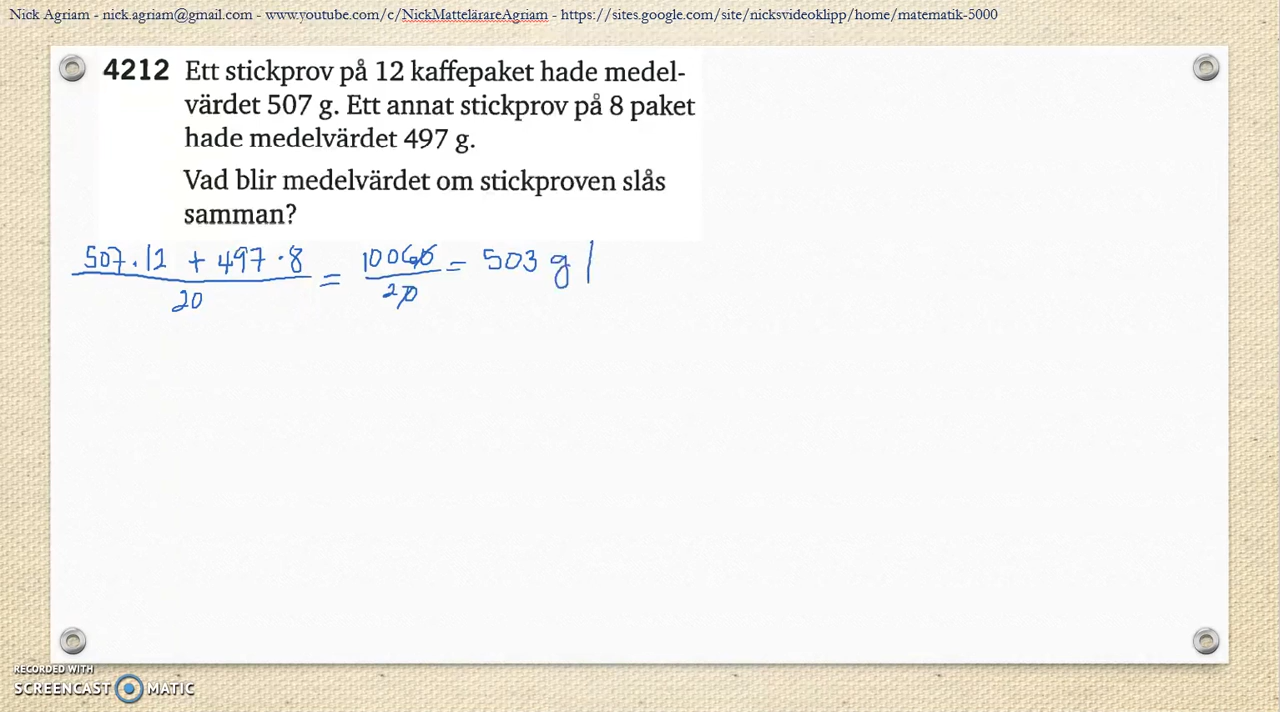 Nick Agriam - nick.agriam@gmail.com - www.youtube.com/c/NickMattelärareAgriam - https://sites.google.com/site/nicksvideoklipp/home/matematik-5000
4212 Ett stickprov på 12 kaffepaket hade medel-
värdet 507 g. Ett annat stickprov på 8 paket
hade medelvärdet 497 g.
Vad blir medelvärdet om stickproven slås
samman?
507·12 + 497·8 = 10060 = 503 g
20 20
RECORDED WITH
SCREENCAST MATIC